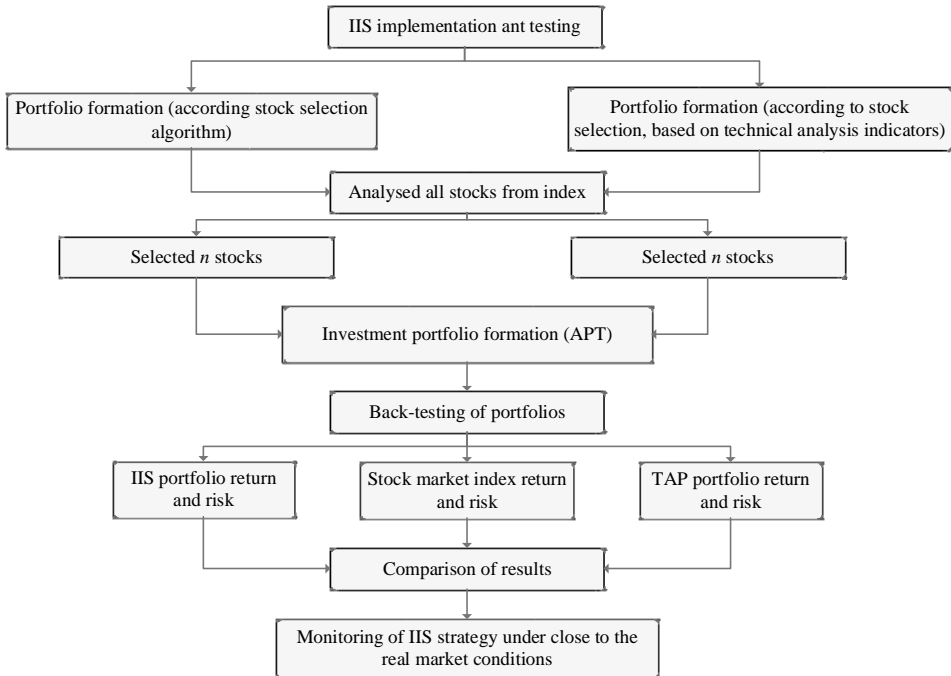 IIS implementation ant testing
Portfolio formation (according stock selection
algorithm)
Portfolio formation (according to stock
selection, based on technical analysis indicators)
Analysed all stocks from index
Selected n stocks
Selected n stocks
Investment portfolio formation (APT)
Back-testing of portfolios
IIS portfolio return
and risk
Stock market index return
and risk
TAP portfolio return
and risk
Comparison of results
Monitoring of IIS strategy under close to the
real market conditions